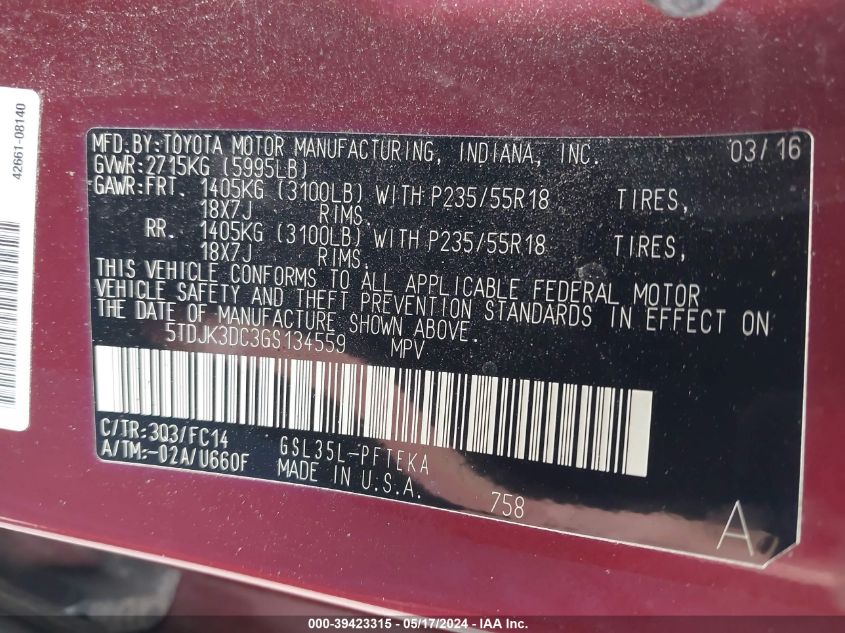 42661-08140
MFD.BY:TOYOTA MOTOR MANUFACTURING, INDIANA, INC. 03/16
GVWR:2715KG (5995LB)
GAWR:FRT. 1405KG (3100LB) WITH P235/55R18 TIRES,
18X7J RIMS.
RR. 1405KG (3100LB) WITH P235/55R18 TIRES,
18X7J RIMS.
THIS VEHICLE CONFORMS TO ALL APPLICABLE FEDERAL MOTOR
VEHICLE SAFETY AND THEFT PREVENTION STANDARDS IN EFFECT ON
THE DATE OF MANUFACTURE SHOWN ABOVE.
5TDJK3DC3GS134559 MPV
C/TR:3Q3/FC14 GSL35L-PFTEKA
A/TM:-02A/U660F MADE IN U.S.A.
758 A
000-39423315 - 05/17/2024 - IAA Inc.